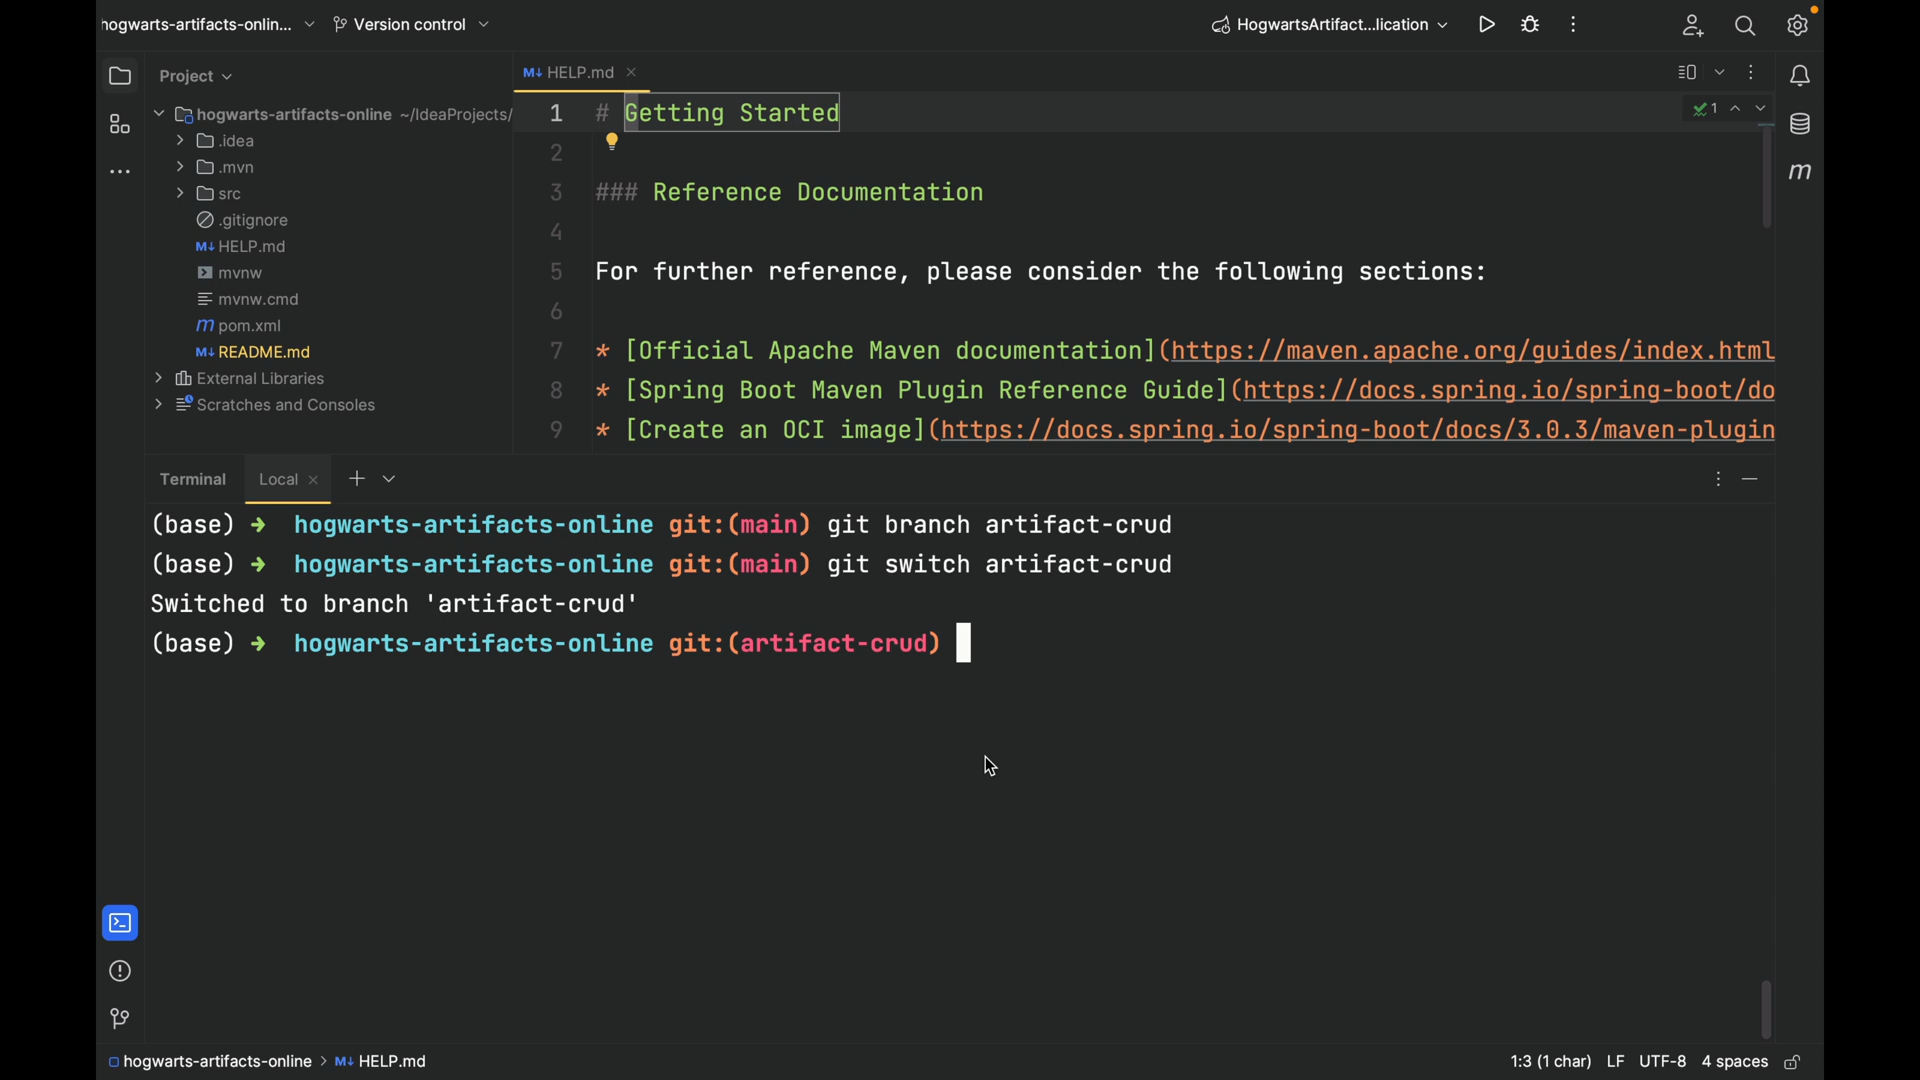 hogwarts-artifacts-onlin... Version control HogwartsArtifact...lication
Project
hogwarts-artifacts-online ~/IdeaProjects/
.idea
.mvn
src
.gitignore
M↓ HELP.md
mvnw
mvnw.cmd
m pom.xml
M↓ README.md
External Libraries
Scratches and Consoles
M↓ HELP.md
1 # Getting Started
1
2
3 ### Reference Documentation
4
5 For further reference, please consider the following sections:
6
7 * [Official Apache Maven documentation](https://maven.apache.org/guides/index.html
8 * [Spring Boot Maven Plugin Reference Guide](https://docs.spring.io/spring-boot/do
9 * [Create an OCI image](https://docs.spring.io/spring-boot/docs/3.0.3/maven-plugin
m
Terminal Local
(base) ➜ hogwarts-artifacts-online git:(main) git branch artifact-crud
(base) ➜ hogwarts-artifacts-online git:(main) git switch artifact-crud
Switched to branch 'artifact-crud'
(base) ➜ hogwarts-artifacts-online git:(artifact-crud)
hogwarts-artifacts-online > M↓ HELP.md 1:3 (1 char) LF UTF-8 4 spaces